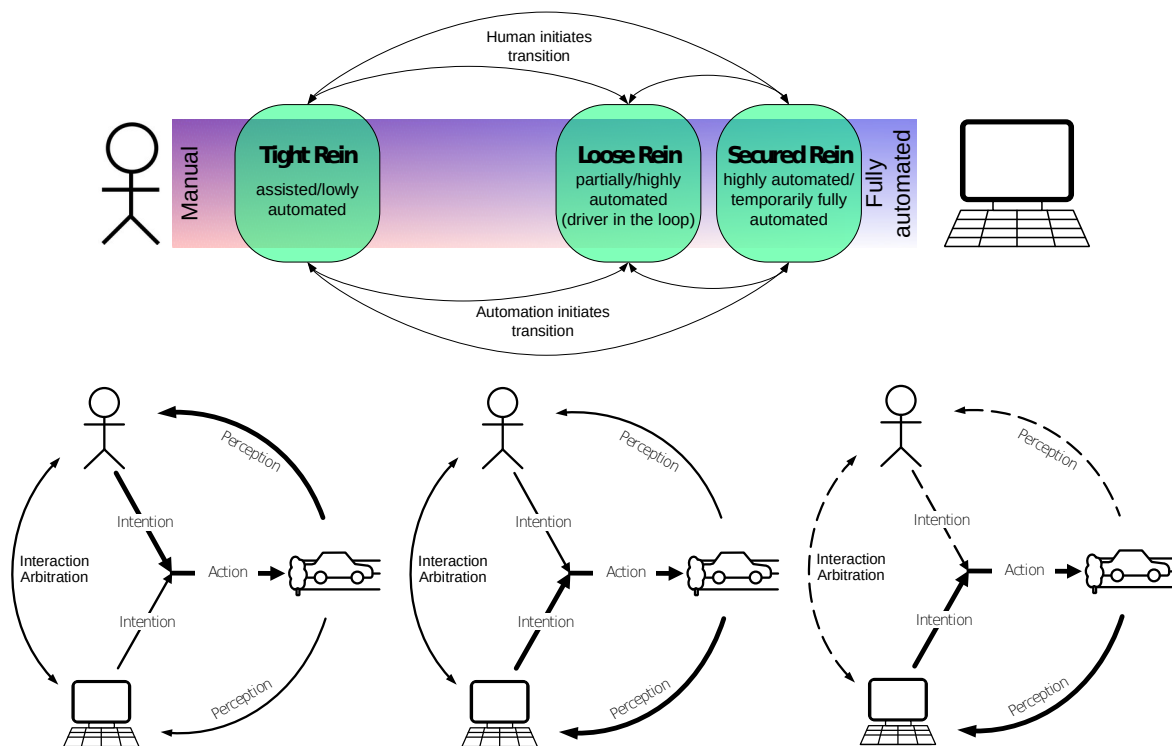 Human initiates
transition
Manual
Tight Rein
assisted/lowly
automated
Loose Rein
partially/highly
automated
(driver in the loop)
Secured Rein
highly automated/
temporarily fully
automated
Fully
automated
Automation initiates
transition
Perception
Intention
Interaction
Arbitration
Action
Intention
Perception
Perception
Intention
Interaction
Arbitration
Action
Intention
Perception
Perception
Intention
Interaction
Arbitration
Action
Intention
Perception